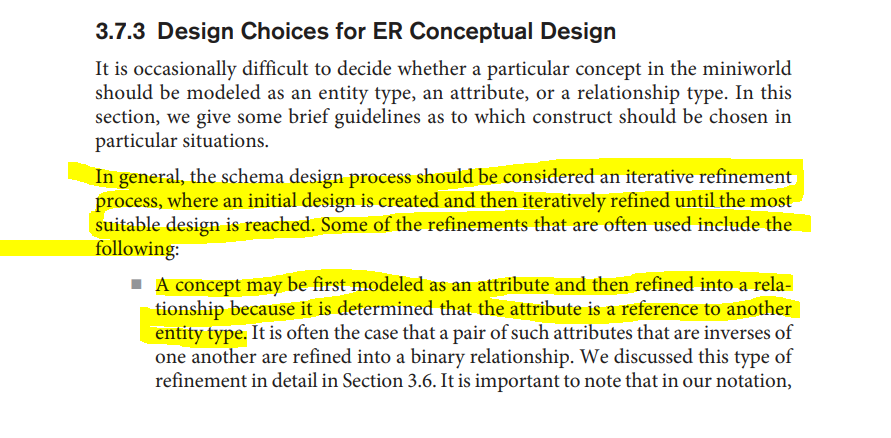 3.7.3 Design Choices for ER Conceptual Design
It is occasionally difficult to decide whether a particular concept in the miniworld
should be modeled as an entity type, an attribute, or a relationship type. In this
section, we give some brief guidelines as to which construct should be chosen in
particular situations.
In general, the schema design process should be considered an iterative refinement
process, where an initial design is created and then iteratively refined until the most
suitable design is reached. Some of the refinements that are often used include the
following:
■ A concept may be first modeled as an attribute and then refined into a rela-
tionship because it is determined that the attribute is a reference to another
entity type. It is often the case that a pair of such attributes that are inverses of
one another are refined into a binary relationship. We discussed this type of
refinement in detail in Section 3.6. It is important to note that in our notation,